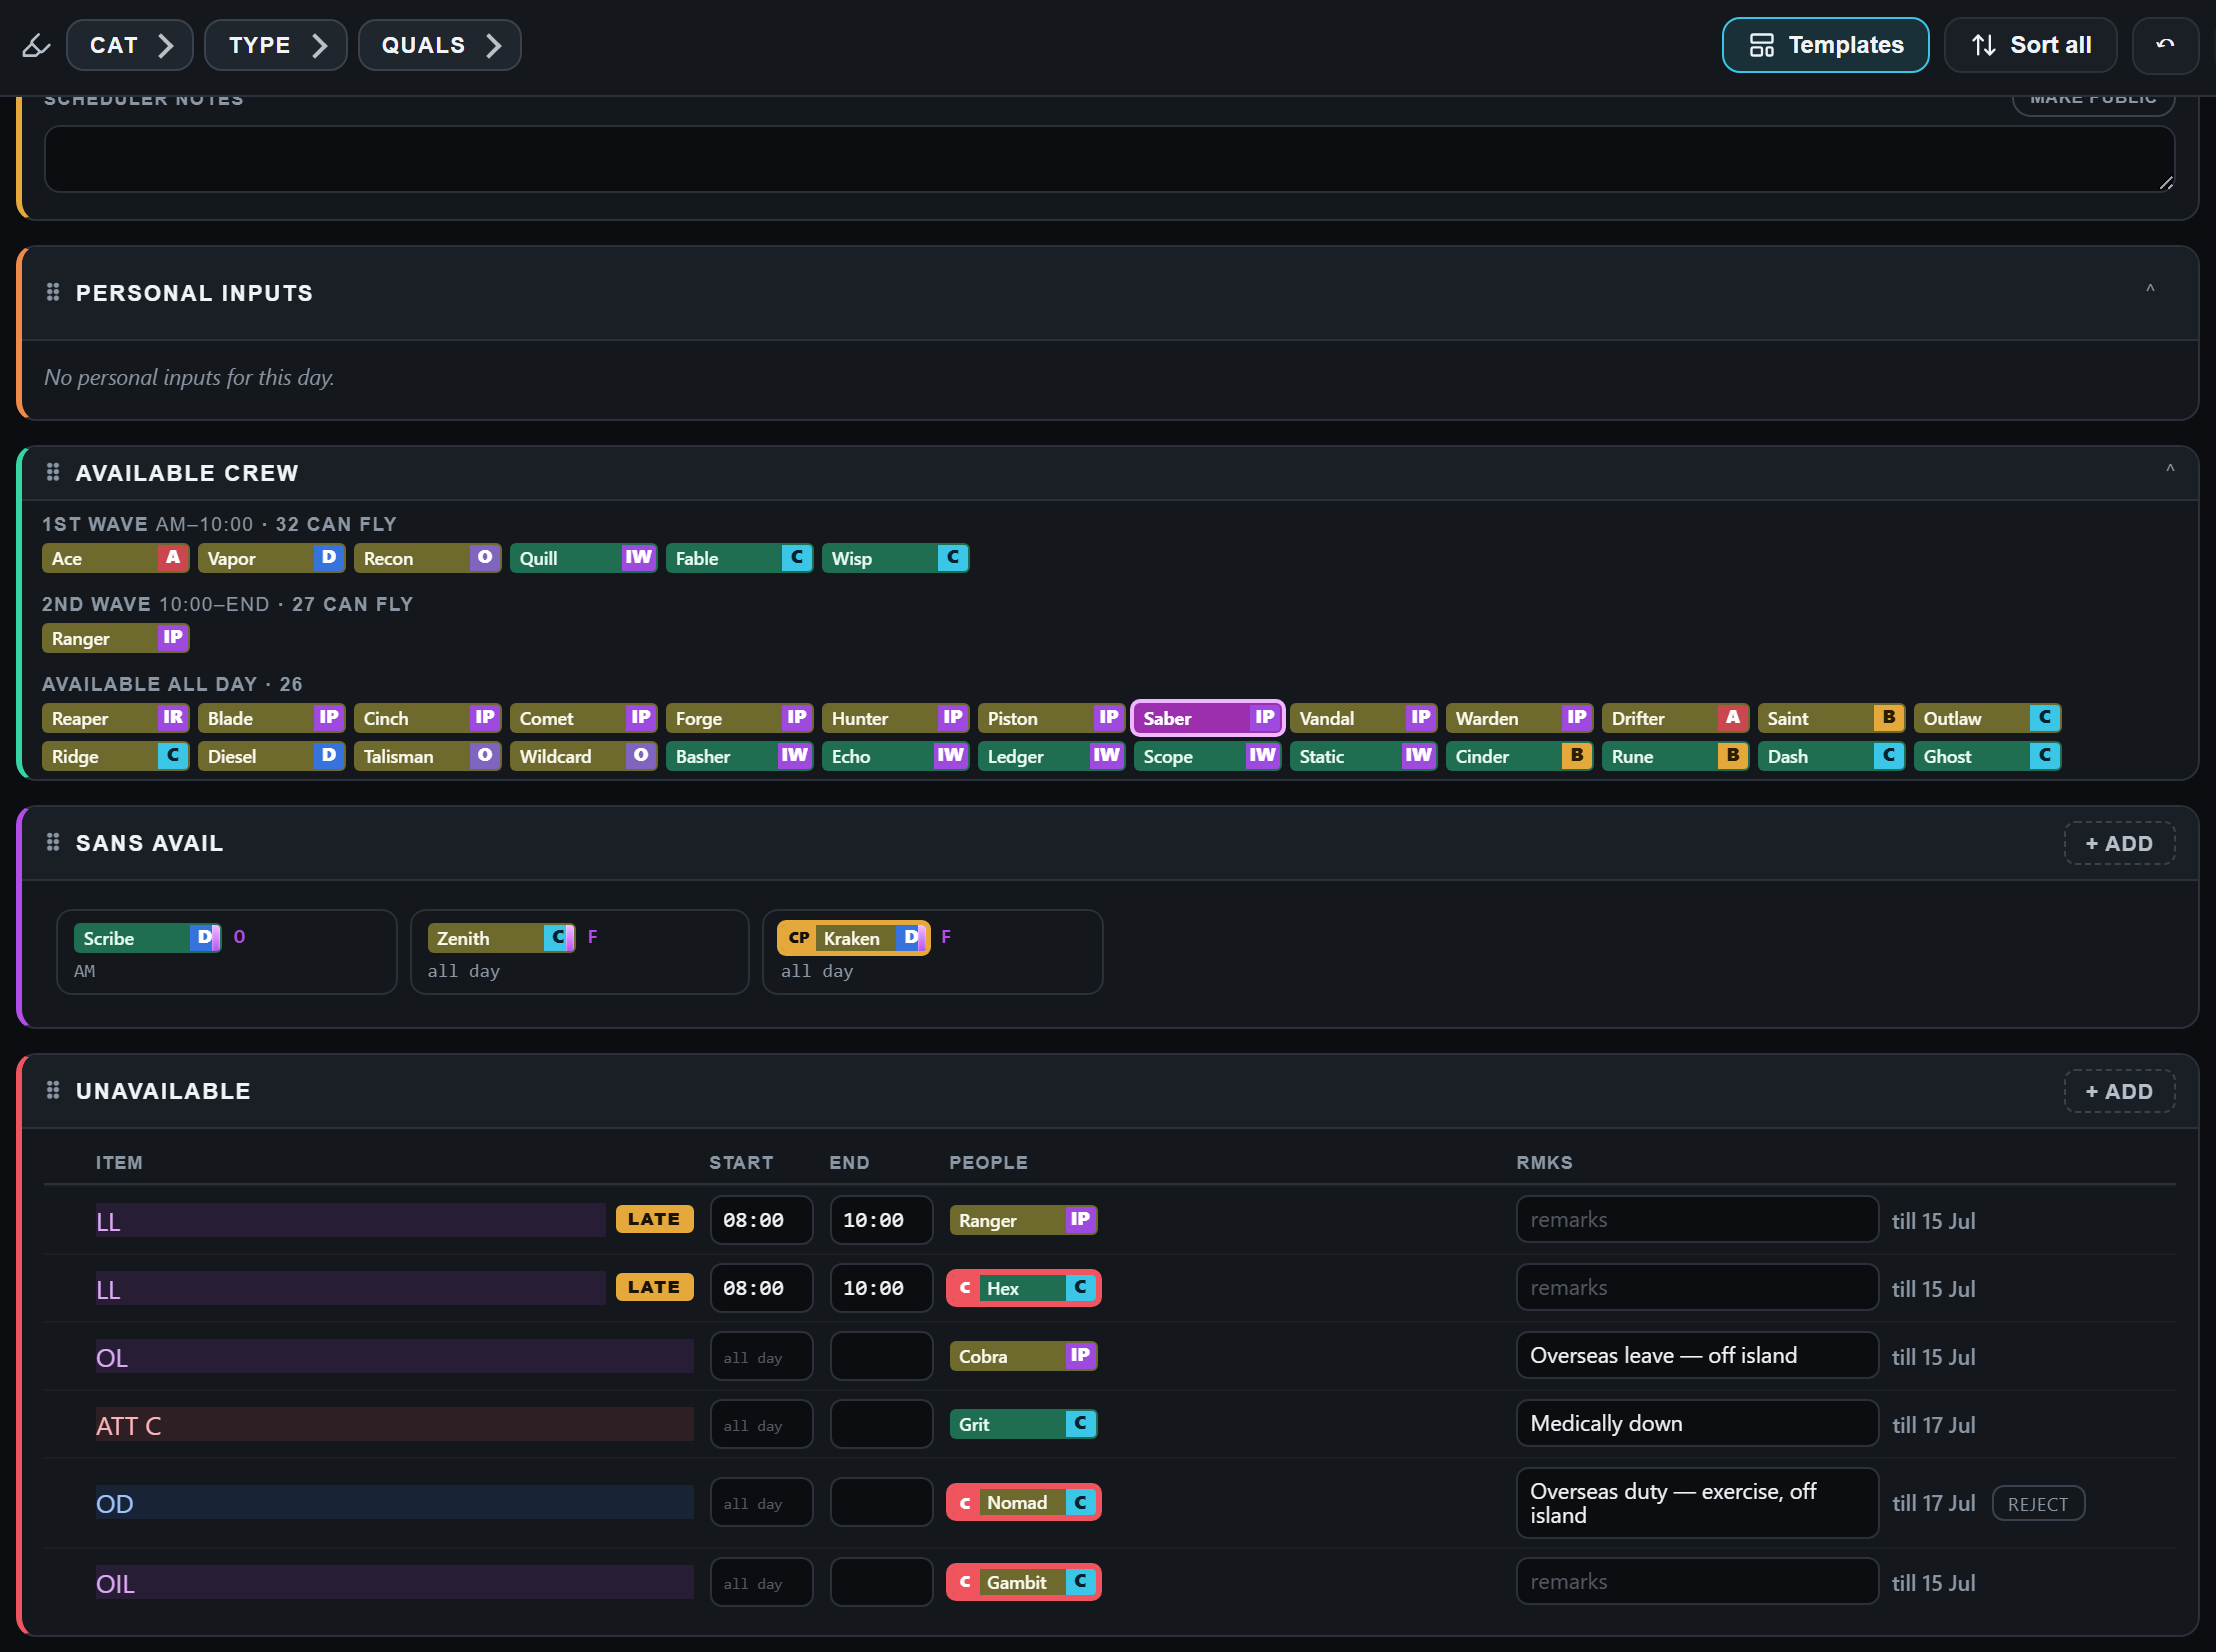 CAT TYPE QUALS Templates Sort all
SCHEDULER NOTES MAKE PUBLIC
PERSONAL INPUTS
No personal inputs for this day.
AVAILABLE CREW
1ST WAVE AM–10:00 · 32 CAN FLY
Ace A Vapor D Recon O Quill IW Fable C Wisp C
2ND WAVE 10:00–END · 27 CAN FLY
Ranger IP
AVAILABLE ALL DAY · 26
Reaper IR Blade IP Cinch IP Comet IP Forge IP Hunter IP Piston IP Saber IP Vandal IP Warden IP Drifter A Saint B Outlaw C
Ridge C Diesel D Talisman O Wildcard O Basher IW Echo IW Ledger IW Scope IW Static IW Cinder B Rune B Dash C Ghost C
SANS AVAIL + ADD
Scribe D O Zenith C F CP Kraken D F
AM all day all day
UNAVAILABLE + ADD
ITEM START END PEOPLE RMKS
LL LATE 08:00 10:00 Ranger IP remarks till 15 Jul
LL LATE 08:00 10:00 C Hex C remarks till 15 Jul
OL all day Cobra IP Overseas leave — off island till 15 Jul
ATT C all day Grit C Medically down till 17 Jul
OD all day C Nomad C Overseas duty — exercise, off island till 17 Jul REJECT
OIL all day C Gambit C remarks till 15 Jul